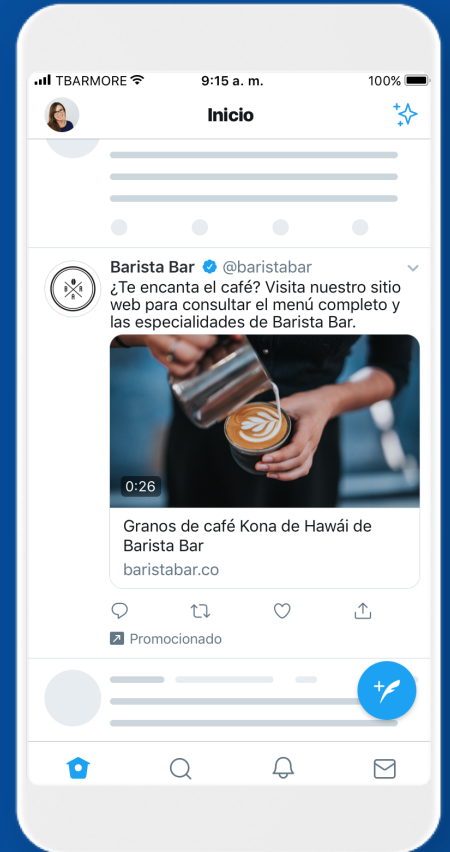 TBARMORE 9:15 a. m. 100%
Inicio
Barista Bar @baristabar
¿Te encanta el café? Visita nuestro sitio
web para consultar el menú completo y
las especialidades de Barista Bar.
0:26
Granos de café Kona de Hawái de
Barista Bar
baristabar.co
Promocionado